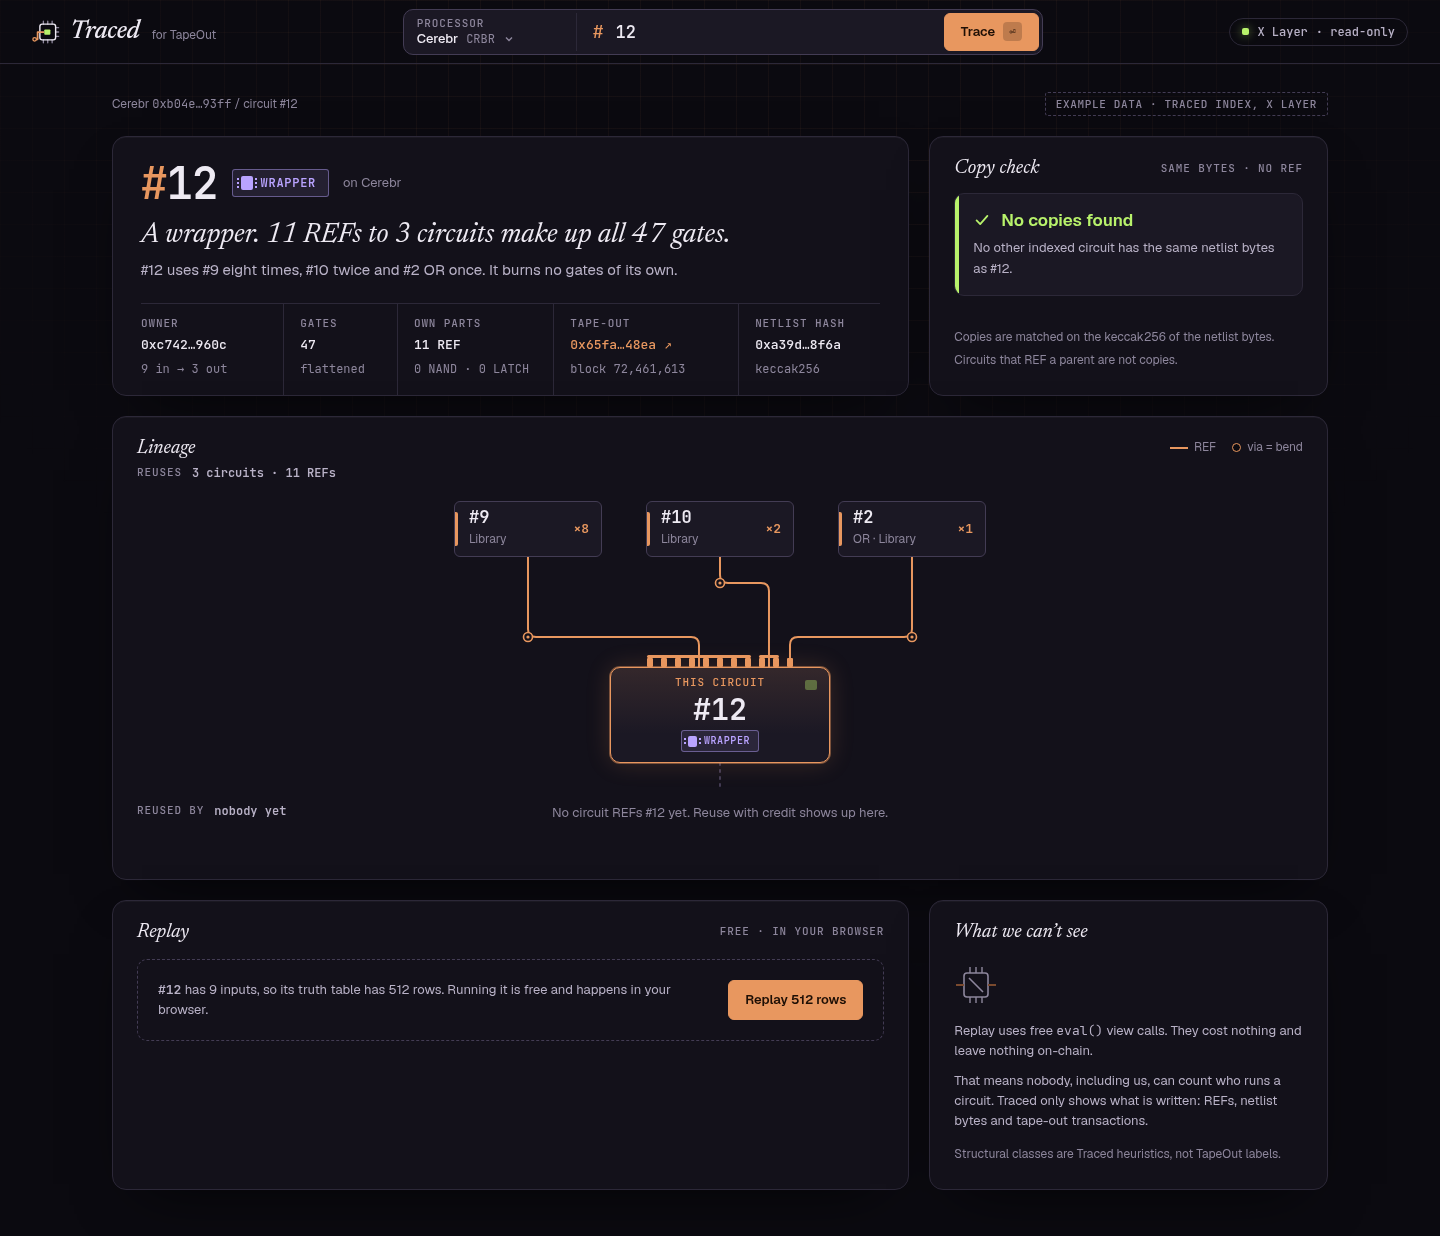 Traced for TapeOut
PROCESSOR
Cerebr CRBR
# 12
Trace ⏎
X Layer · read-only
Cerebr 0xb04e…93ff / circuit #12
EXAMPLE DATA · TRACED INDEX, X LAYER
#12 WRAPPER on Cerebr
A wrapper. 11 REFs to 3 circuits make up all 47 gates.
#12 uses #9 eight times, #10 twice and #2 OR once. It burns no gates of its own.
OWNER
0xc742…960c
9 in → 3 out
GATES
47
flattened
OWN PARTS
11 REF
0 NAND · 0 LATCH
TAPE-OUT
0x65fa…48ea ↗
block 72,461,613
NETLIST HASH
0xa39d…8f6a
keccak256
Copy check
SAME BYTES · NO REF
No copies found
No other indexed circuit has the same netlist bytes
as #12.
Copies are matched on the keccak256 of the netlist bytes.
Circuits that REF a parent are not copies.
Lineage
REF via = bend
REUSES 3 circuits · 11 REFs
#9
Library
×8
#10
Library
×2
#2
OR · Library
×1
THIS CIRCUIT
#12
WRAPPER
REUSED BY nobody yet
No circuit REFs #12 yet. Reuse with credit shows up here.
Replay
FREE · IN YOUR BROWSER
#12 has 9 inputs, so its truth table has 512 rows. Running it is free and happens in your
browser.
Replay 512 rows
What we can’t see
Replay uses free eval() view calls. They cost nothing and
leave nothing on-chain.
That means nobody, including us, can count who runs a
circuit. Traced only shows what is written: REFs, netlist
bytes and tape-out transactions.
Structural classes are Traced heuristics, not TapeOut labels.